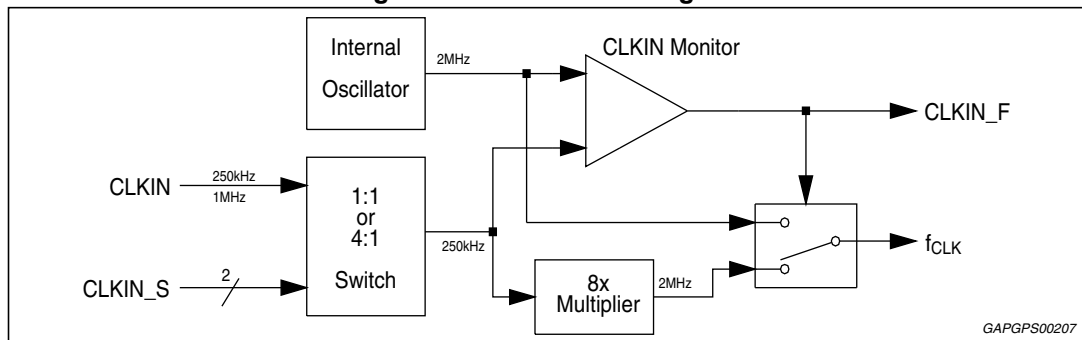 Internal
Oscillator
2MHz
CLKIN Monitor
CLKIN_F
CLKIN
250kHz
1MHz
1:1
or
4:1
Switch
250kHz
CLKIN_S
2
8x
Multiplier
2MHz
fCLK
GAPGPS00207